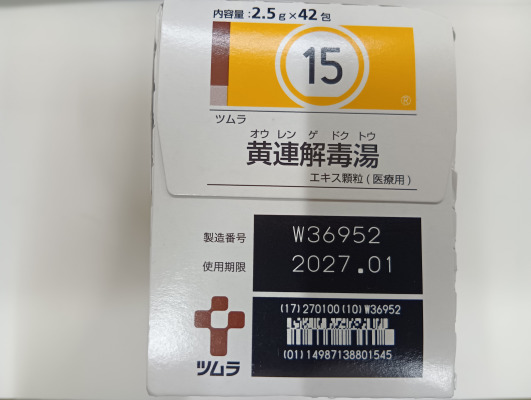 内容量：2.5g×42包
15
®
ツムラ
オウ レン ゲ ドク トウ
黄連解毒湯
エキス顆粒(医療用)
製造番号 W36952
使用期限 2027.01
(17)270100(10)W36952
(01)14987138801545
ツムラ